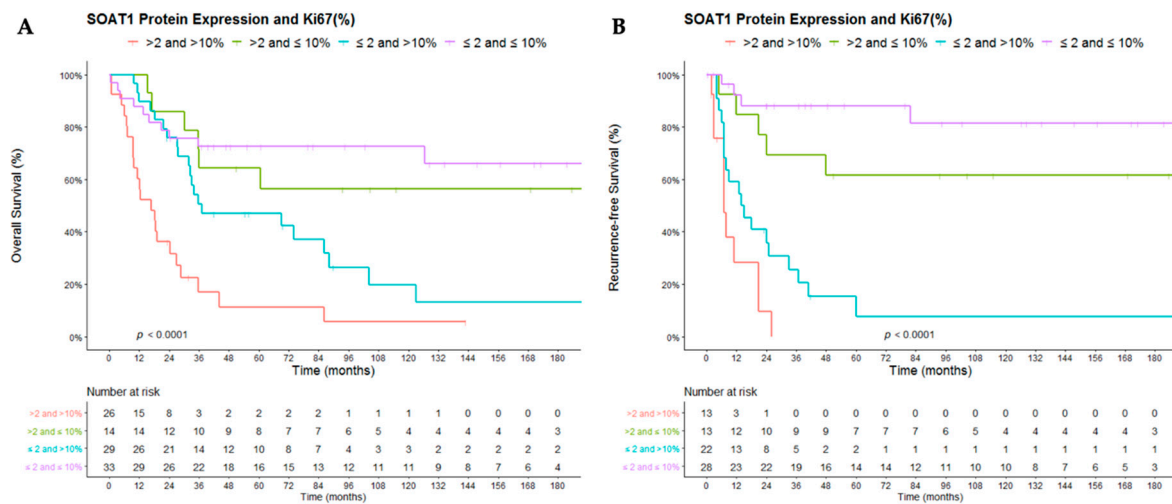 A
SOAT1 Protein Expression and Ki67(%)
>2 and >10% >2 and ≤ 10% ≤ 2 and >10% ≤ 2 and ≤ 10%
Overall Survival (%)
100%
80%
60%
40%
20%
0%
p < 0.0001
0 12 24 36 48 60 72 84 96 108 120 132 144 156 168 180
Time (months)
Number at risk
>2 and >10% 26 15 8 3 2 2 2 2 1 1 1 1 0 0 0 0
>2 and ≤ 10% 14 14 12 10 9 8 7 7 6 5 4 4 4 4 4 3
≤ 2 and >10% 29 26 21 14 12 10 8 7 4 3 3 2 2 2 2 2
≤ 2 and ≤ 10% 33 29 26 22 18 16 15 13 12 11 11 9 8 7 6 4
0 12 24 36 48 60 72 84 96 108 120 132 144 156 168 180
Time (months)
B
SOAT1 Protein Expression and Ki67(%)
>2 and >10% >2 and ≤ 10% ≤ 2 and >10% ≤ 2 and ≤ 10%
Recurrence-free Survival (%)
100%
80%
60%
40%
20%
0%
p < 0.0001
0 12 24 36 48 60 72 84 96 108 120 132 144 156 168 180
Time (months)
Number at risk
>2 and >10% 13 3 1 0 0 0 0 0 0 0 0 0 0 0 0 0
>2 and ≤ 10% 13 12 10 9 9 7 7 7 6 5 4 4 4 4 4 3
≤ 2 and >10% 22 13 8 5 2 2 1 1 1 1 1 1 1 1 1 1
≤ 2 and ≤ 10% 28 23 22 19 16 14 14 12 11 10 10 8 7 6 5 3
0 12 24 36 48 60 72 84 96 108 120 132 144 156 168 180
Time (months)